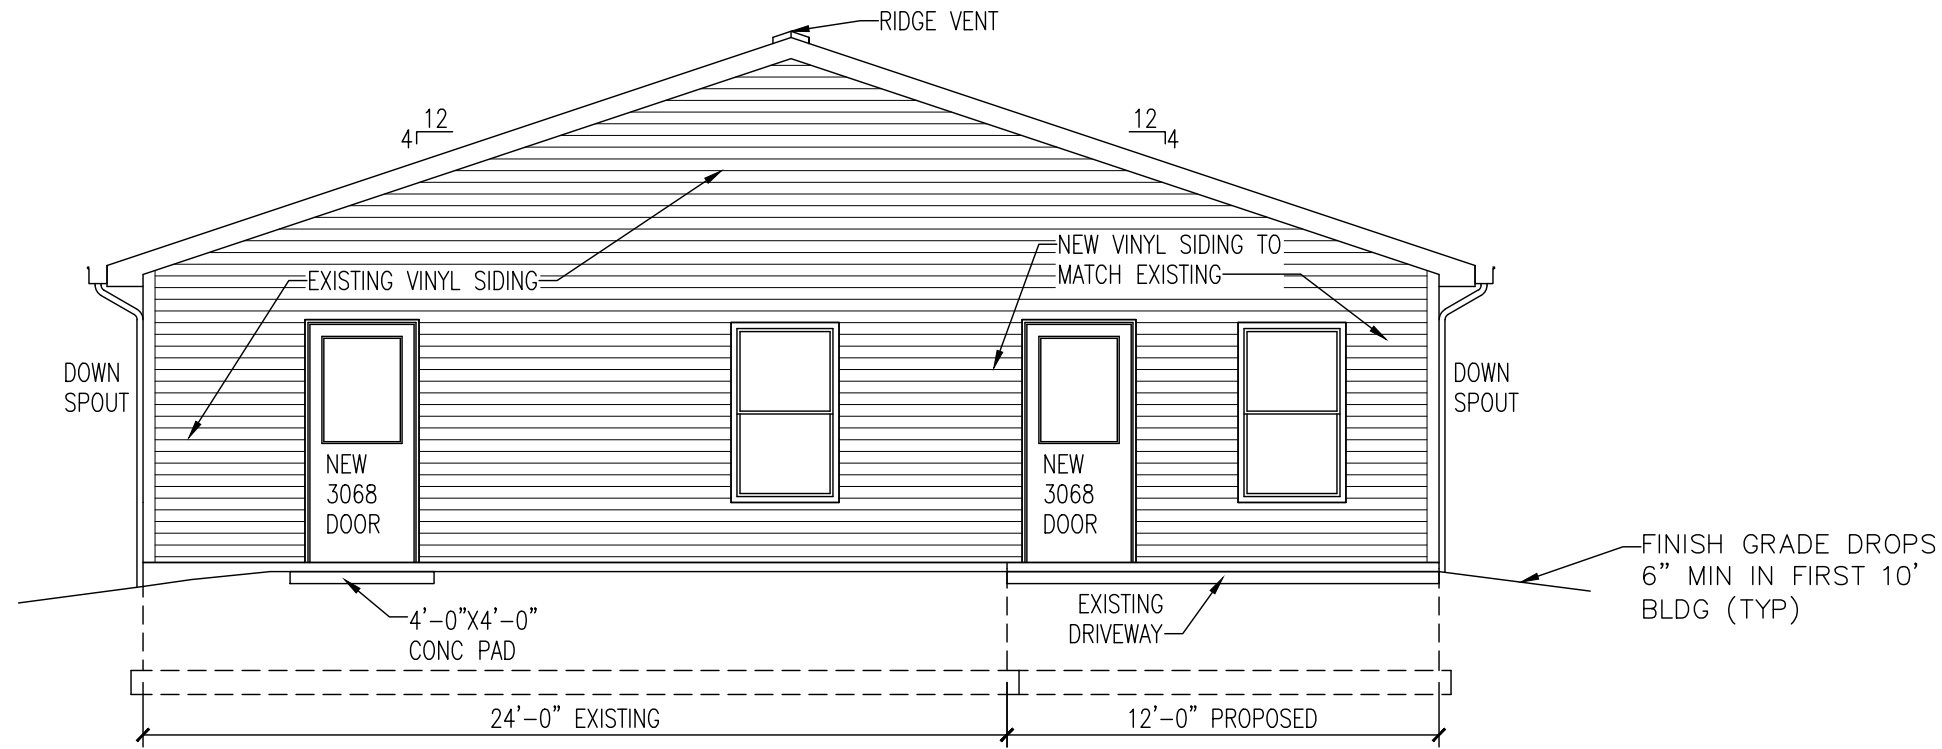 RIDGE VENT
12
4
12
4
NEW VINYL SIDING TO
MATCH EXISTING
EXISTING VINYL SIDING
DOWN
SPOUT
DOWN
SPOUT
NEW
3068
DOOR
NEW
3068
DOOR
FINISH GRADE DROPS
6" MIN IN FIRST 10'
BLDG (TYP)
4'-0"X4'-0"
CONC PAD
EXISTING
DRIVEWAY
24'-0" EXISTING
12'-0" PROPOSED